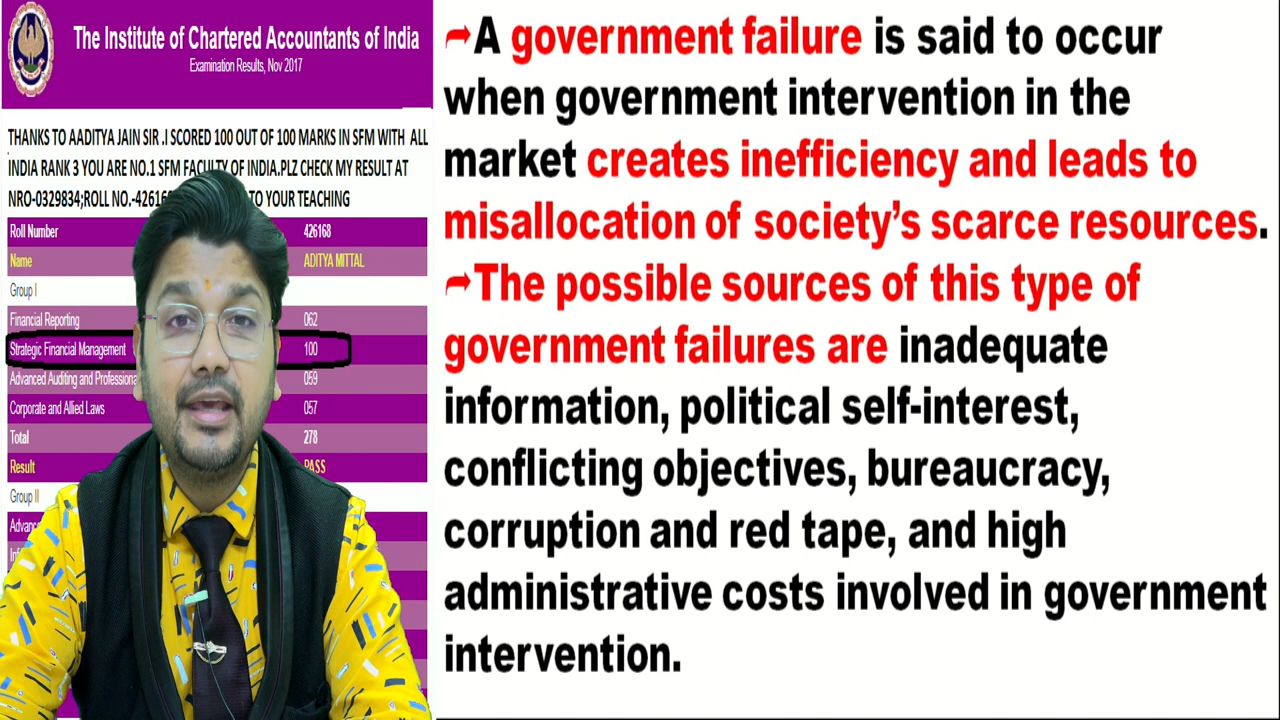 The Institute of Chartered Accountants of India
Examination Results, Nov 2017
THANKS TO AADITYA JAIN SIR .I SCORED 100 OUT OF 100 MARKS IN SFM WITH ALL
INDIA RANK 3 YOU ARE NO.1 SFM FACULTY OF INDIA.PLZ CHECK MY RESULT AT
NRO-0329834;ROLL NO.- TO YOUR TEACHING
Roll Number 426168
Name ADITYA MITTAL
Group I
Financial Reporting 062
Strategic Financial Management 100
Advanced Auditing and 059
Corporate and Allied Laws 057
Total 278
Result PASS
Group II
➦A government failure is said to occur
when government intervention in the
market creates inefficiency and leads to
misallocation of society’s scarce resources.
➦The possible sources of this type of
government failures are inadequate
information, political self-interest,
conflicting objectives, bureaucracy,
corruption and red tape, and high
administrative costs involved in government
intervention.